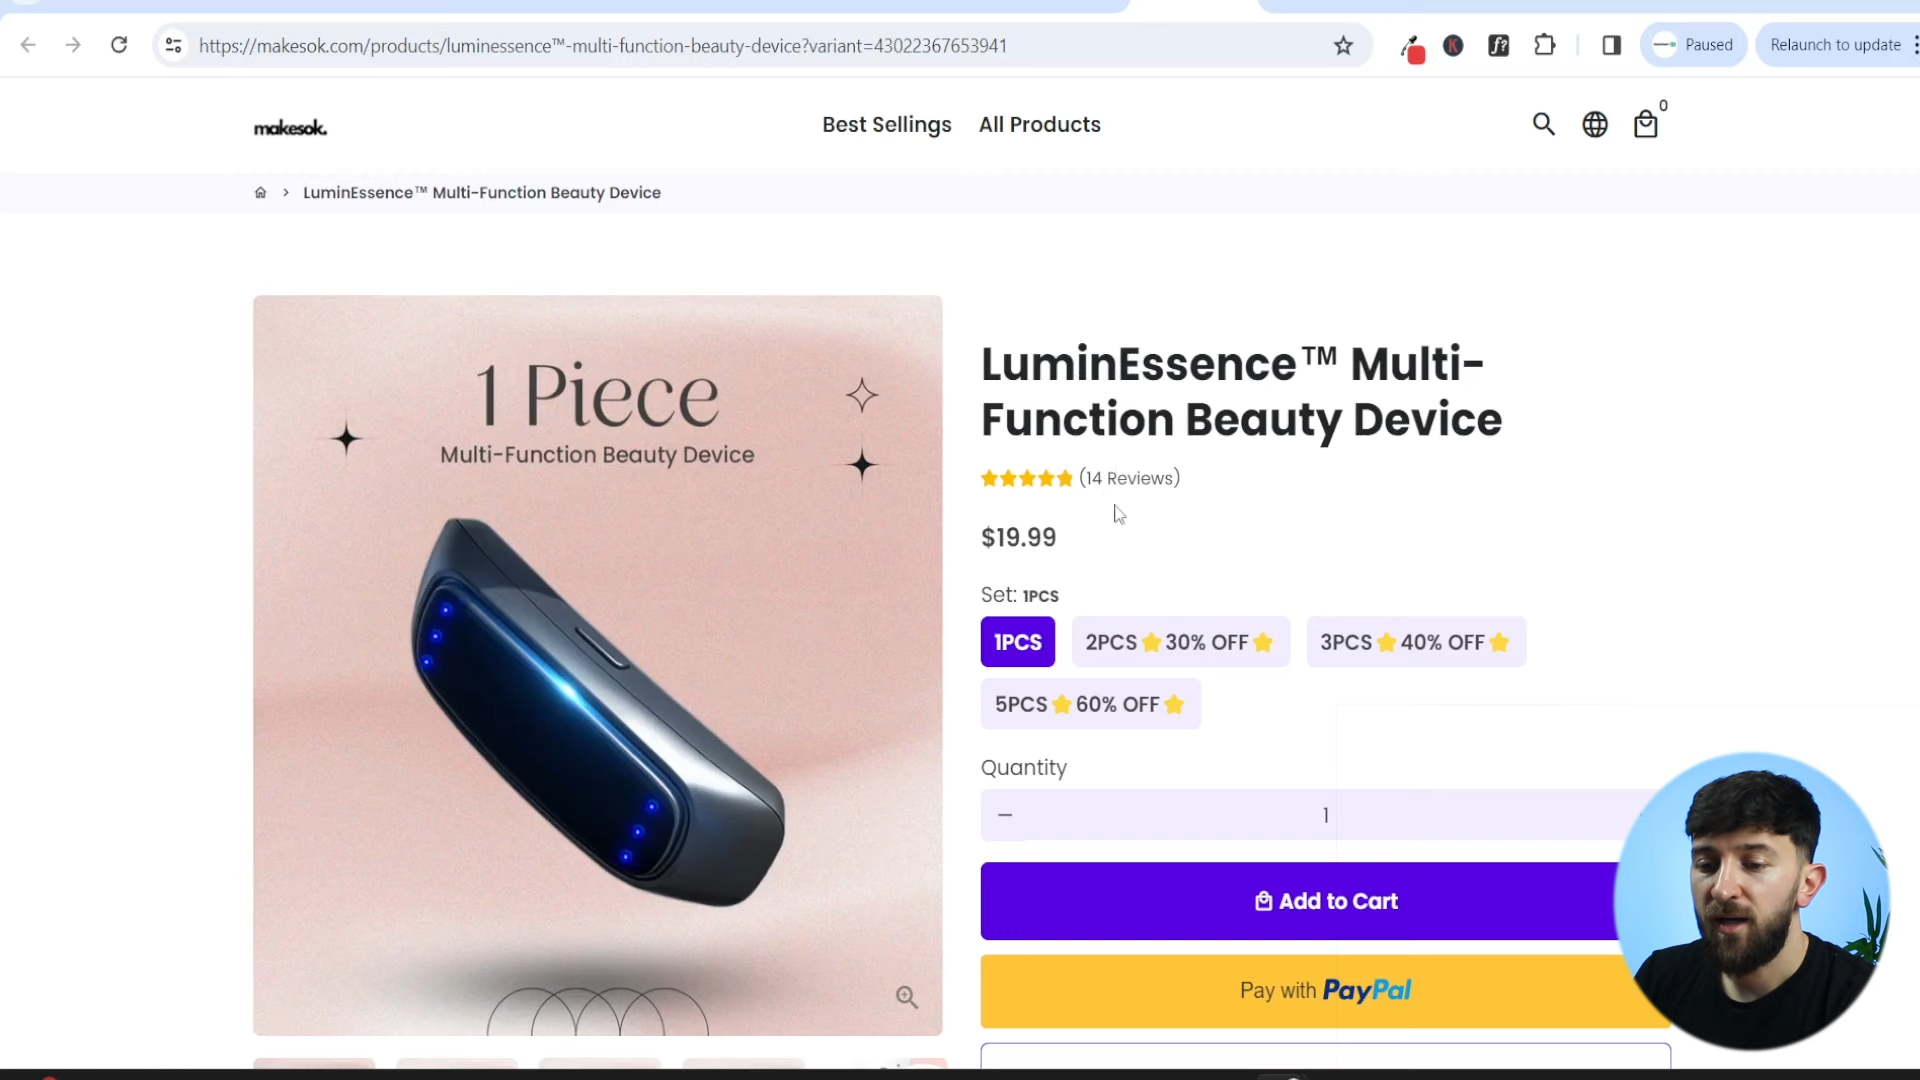 https://makesok.com/products/luminessence™-multi-function-beauty-device?variant=43022367653941
K
f?
Paused
Relaunch to update
makesok.
Best Sellings
All Products
0
LuminEssence™ Multi-Function Beauty Device
1 Piece
Multi-Function Beauty Device
LuminEssence™ Multi-
Function Beauty Device
(14 Reviews)
$19.99
Set: 1PCS
1PCS
2PCS⭐30% OFF⭐
3PCS⭐40% OFF⭐
5PCS⭐60% OFF⭐
Quantity
− 1
Add to Cart
Pay with PayPal